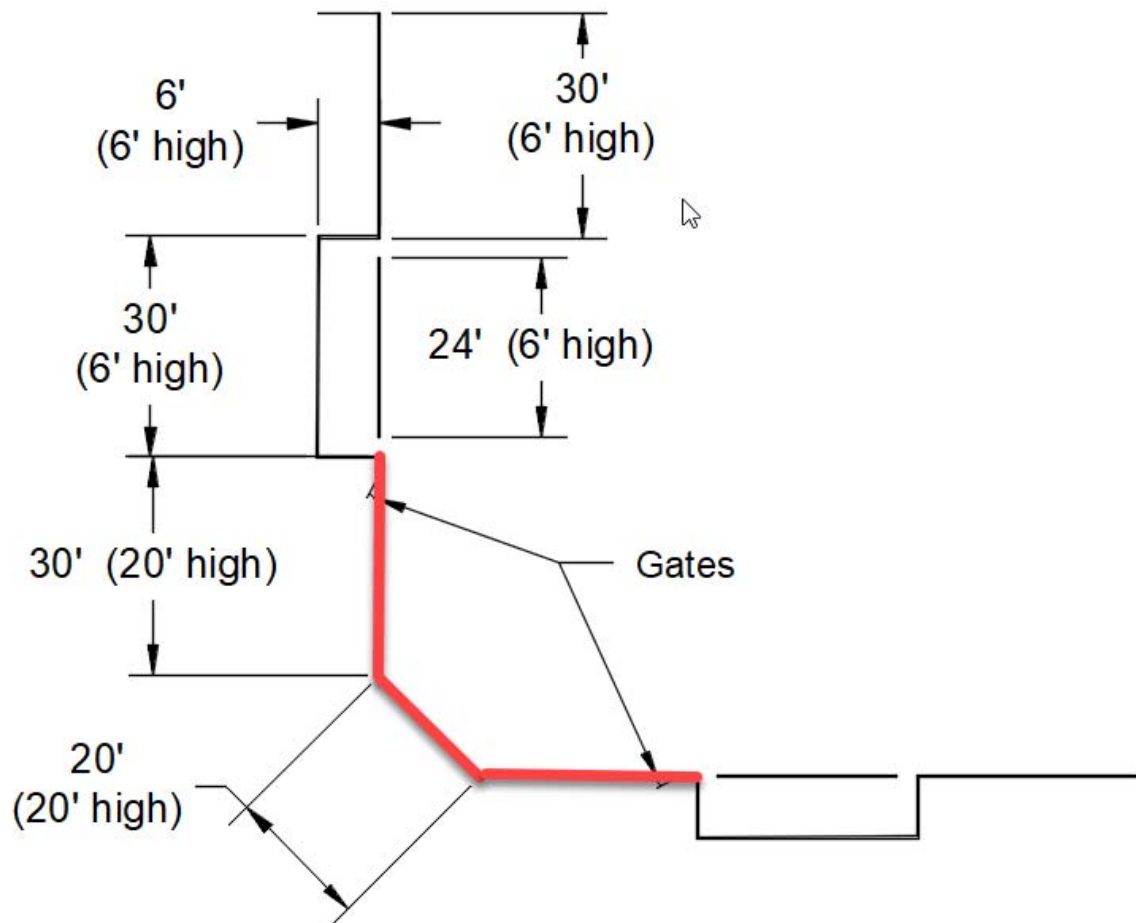 6'
(6' high)
30'
(6' high)
30'
(6' high)
24'  (6' high)
30'  (20' high)
Gates
20'
(20' high)